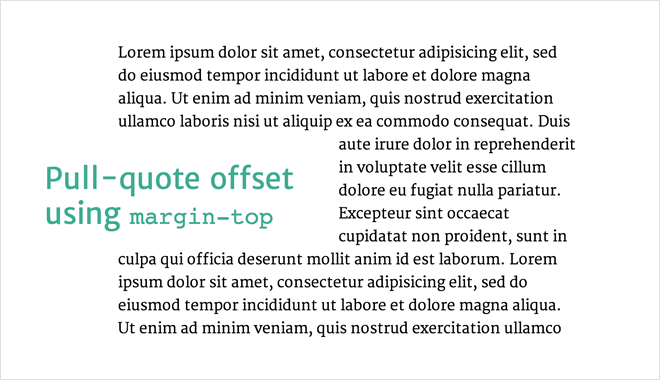 Lorem ipsum dolor sit amet, consectetur adipisicing elit, sed
do eiusmod tempor incididunt ut labore et dolore magna
aliqua. Ut enim ad minim veniam, quis nostrud exercitation
ullamco laboris nisi ut aliquip ex ea commodo consequat. Duis
aute irure dolor in reprehenderit
in voluptate velit esse cillum
dolore eu fugiat nulla pariatur.
Excepteur sint occaecat
cupidatat non proident, sunt in
Pull-quote offset
using margin-top
culpa qui officia deserunt mollit anim id est laborum. Lorem
ipsum dolor sit amet, consectetur adipisicing elit, sed do
eiusmod tempor incididunt ut labore et dolore magna aliqua.
Ut enim ad minim veniam, quis nostrud exercitation ullamco